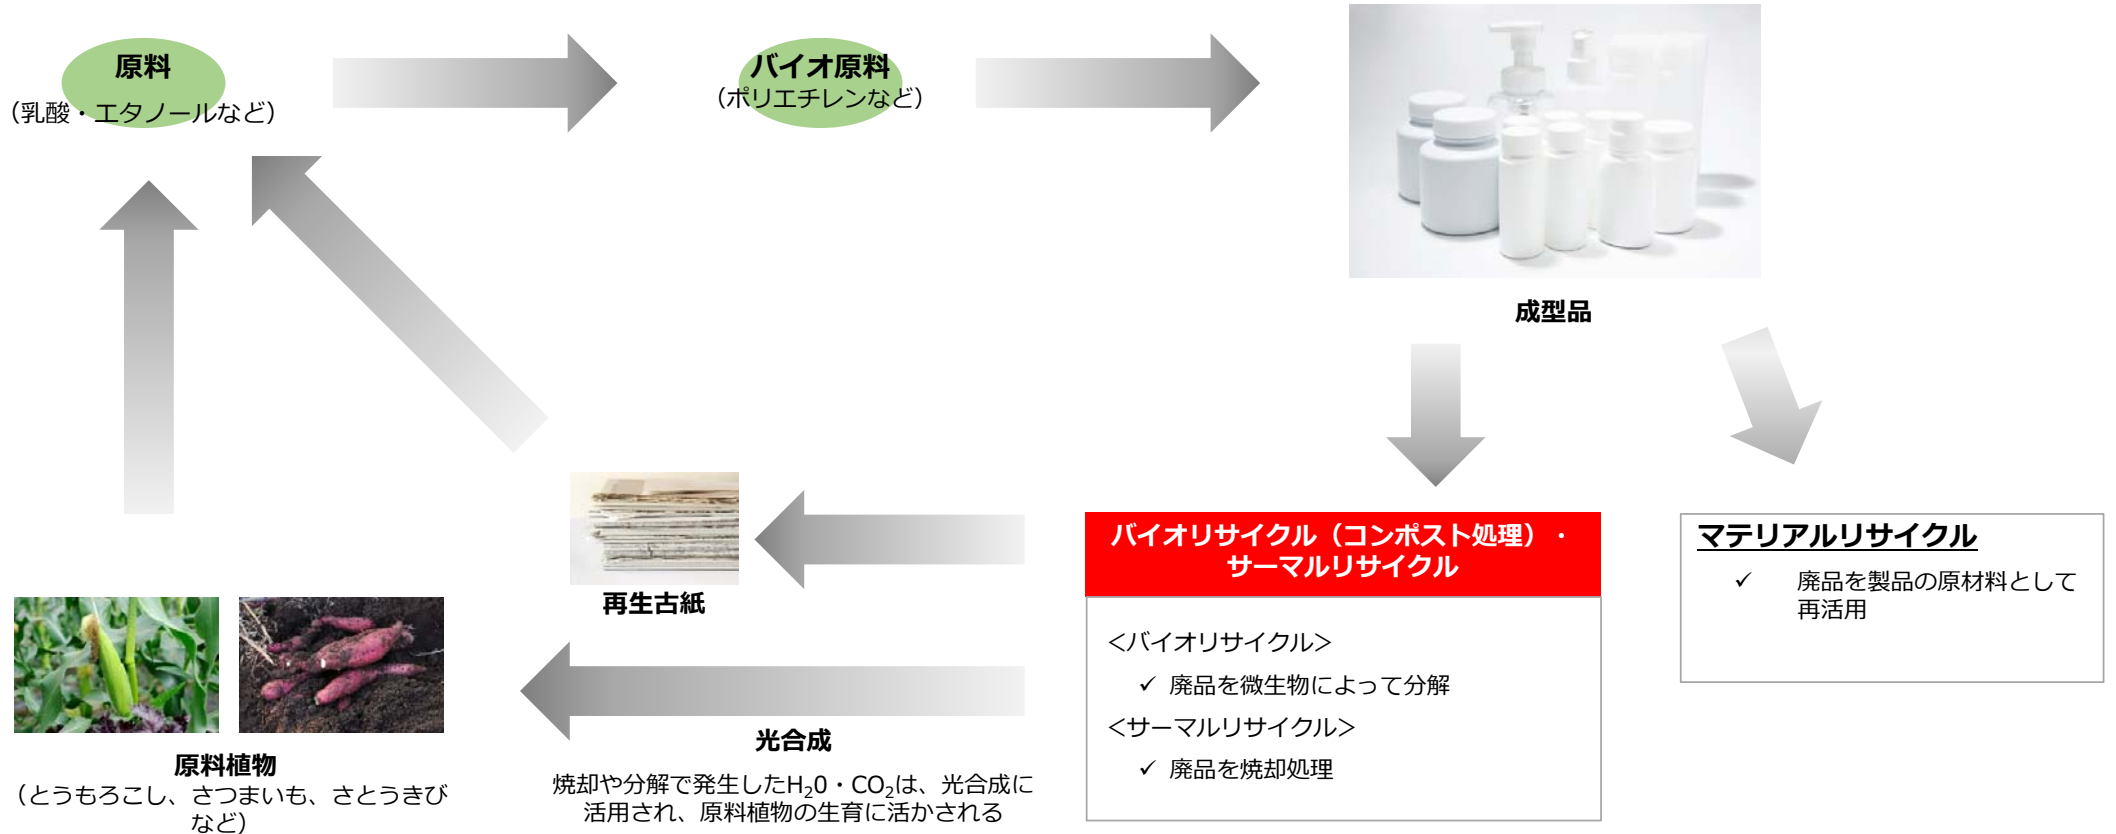 原料
（乳酸・エタノールなど）
バイオ原料
（ポリエチレンなど）
成型品
再生古紙
バイオリサイクル（コンポスト処理）・
サーマルリサイクル
＜バイオリサイクル＞
✓ 廃品を微生物によって分解
＜サーマルリサイクル＞
✓ 廃品を焼却処理
マテリアルリサイクル
✓ 廃品を製品の原材料として
再活用
原料植物
（とうもろこし、さつまいも、さとうきび
など）
光合成
焼却や分解で発生したH₂0・CO₂は、光合成に
活用され、原料植物の生育に活かされる